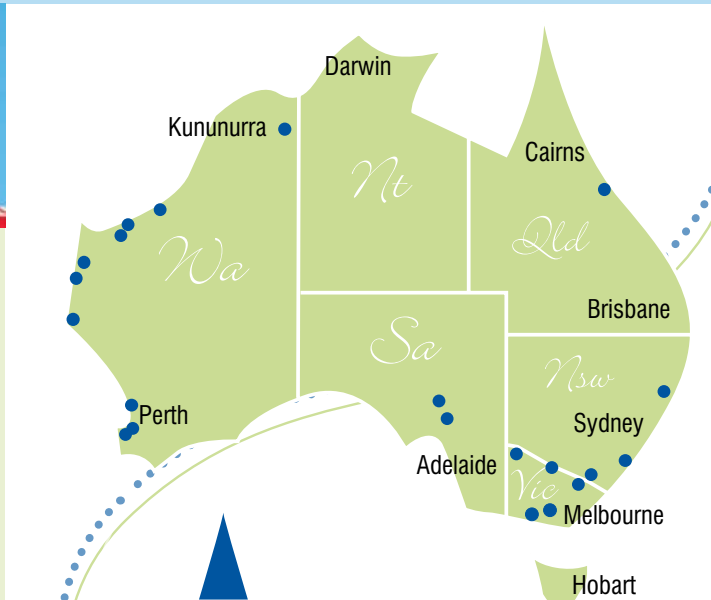 Darwin
Kununurra
Cairns
Nt
Qld
Wa
Brisbane
Sa
Nsw
Perth
Sydney
Adelaide
Vic
Melbourne
Hobart